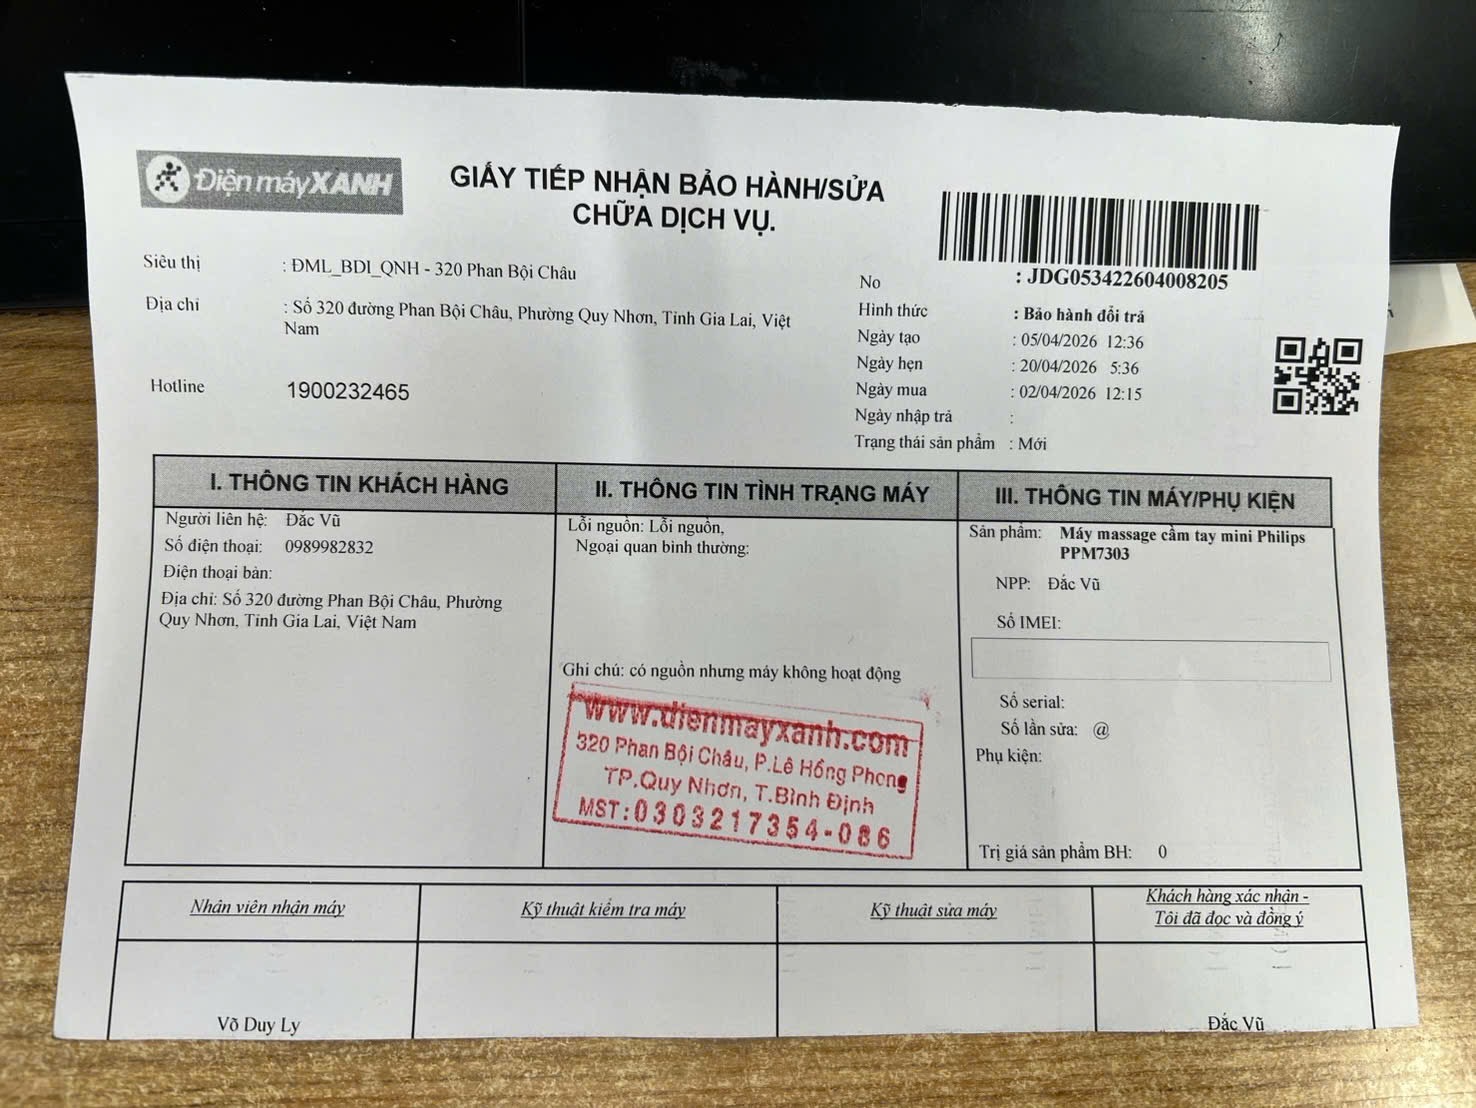 Điện máy XANH
GIẤY TIẾP NHẬN BẢO HÀNH/SỬA
CHỮA DỊCH VỤ.
Siêu thị : ĐML_BDI_QNH - 320 Phan Bội Châu
Địa chỉ : Số 320 đường Phan Bội Châu, Phường Quy Nhơn, Tỉnh Gia Lai, Việt
Nam
Hotline 1900232465
No : JDG053422604008205
Hình thức : Bảo hành đổi trả
Ngày tạo : 05/04/2026 12:36
Ngày hẹn : 20/04/2026 5:36
Ngày mua : 02/04/2026 12:15
Ngày nhập trả :
Trạng thái sản phẩm : Mới
I. THÔNG TIN KHÁCH HÀNG
Người liên hệ: Đắc Vũ
Số điện thoại: 0989982832
Điện thoại bàn:
Địa chỉ: Số 320 đường Phan Bội Châu, Phường
Quy Nhơn, Tỉnh Gia Lai, Việt Nam
II. THÔNG TIN TÌNH TRẠNG MÁY
Lỗi nguồn: Lỗi nguồn,
Ngoại quan bình thường:
Ghi chú: có nguồn nhưng máy không hoạt động
www.dienmayxanh.com
320 Phan Bội Châu, P.Lê Hồng Phong
TP.Quy Nhơn, T.Bình Định
MST:0303217354-086
III. THÔNG TIN MÁY/PHỤ KIỆN
Sản phẩm: Máy massage cầm tay mini Philips
PPM7303
NPP: Đắc Vũ
Số IMEI:
Số serial:
Số lần sửa: @
Phụ kiện:
Trị giá sản phẩm BH: 0
Nhân viên nhận máy
Kỹ thuật kiểm tra máy
Kỹ thuật sửa máy
Khách hàng xác nhận -
Tôi đã đọc và đồng ý
Võ Duy Ly
Đắc Vũ